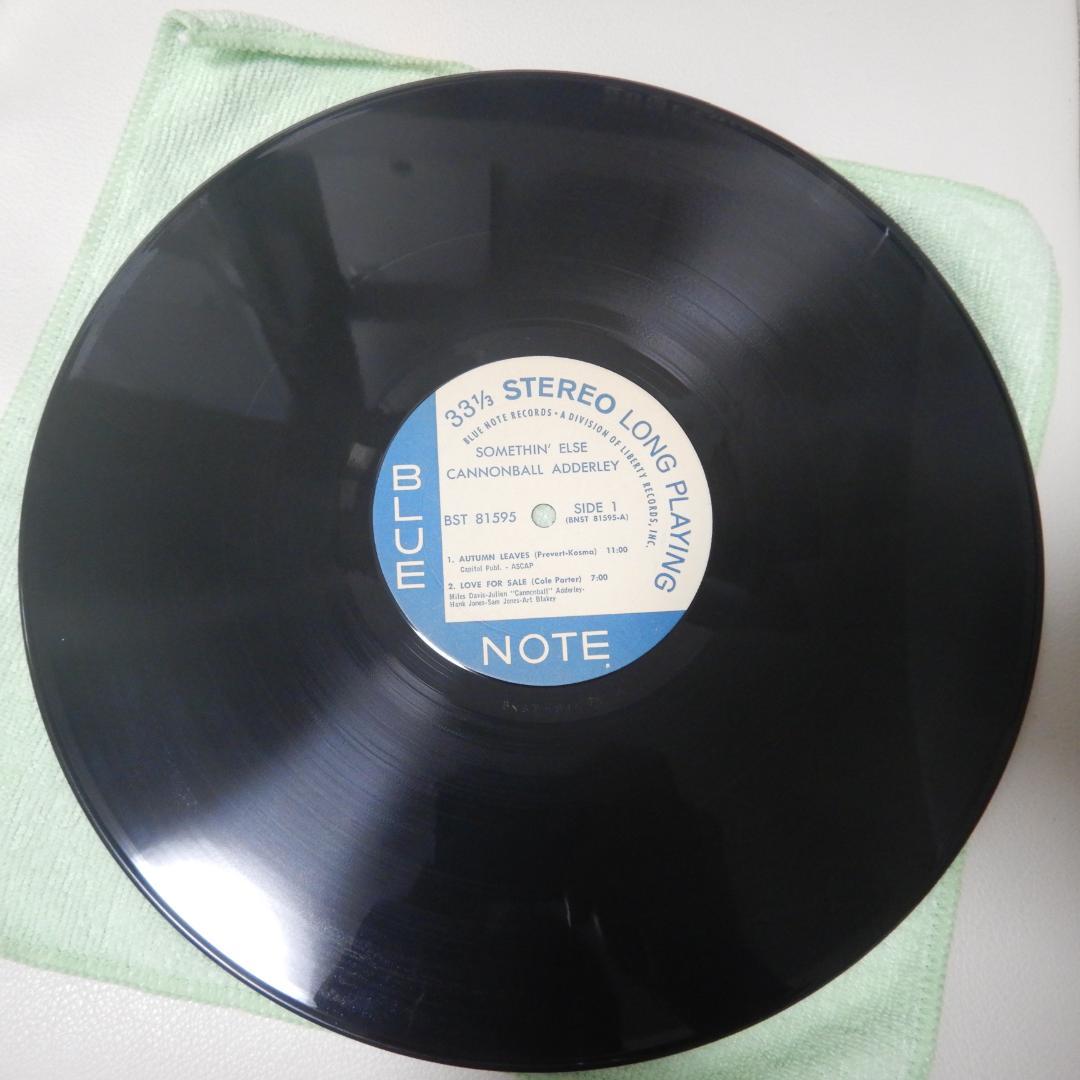 33⅓ STEREO LONG PLAYING
BLUE NOTE RECORDS • A DIVISION OF LIBERTY RECORDS, INC.
SOMETHIN' ELSE
CANNONBALL ADDERLEY
BST 81595
SIDE 1
(BNST 81595-A)
1. AUTUMN LEAVES (Prevert-Kosma) 11:00
Capitol Publ. - ASCAP
2. LOVE FOR SALE (Cole Porter) 7:00
Miles Davis-Julien "Cannonball" Adderley-
Hank Jones-Sam Jones-Art Blakey
BLUE
NOTE